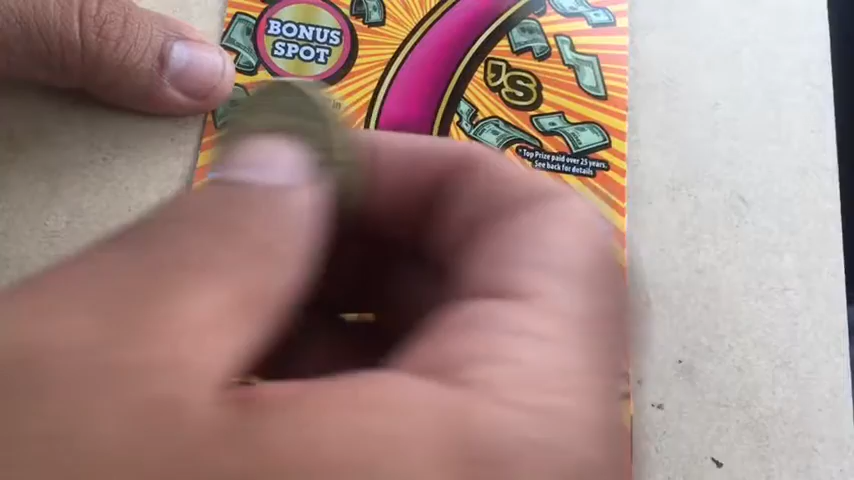 BONUS
SPOT
'S
*Top Prize paid over 25 years.
See back for details